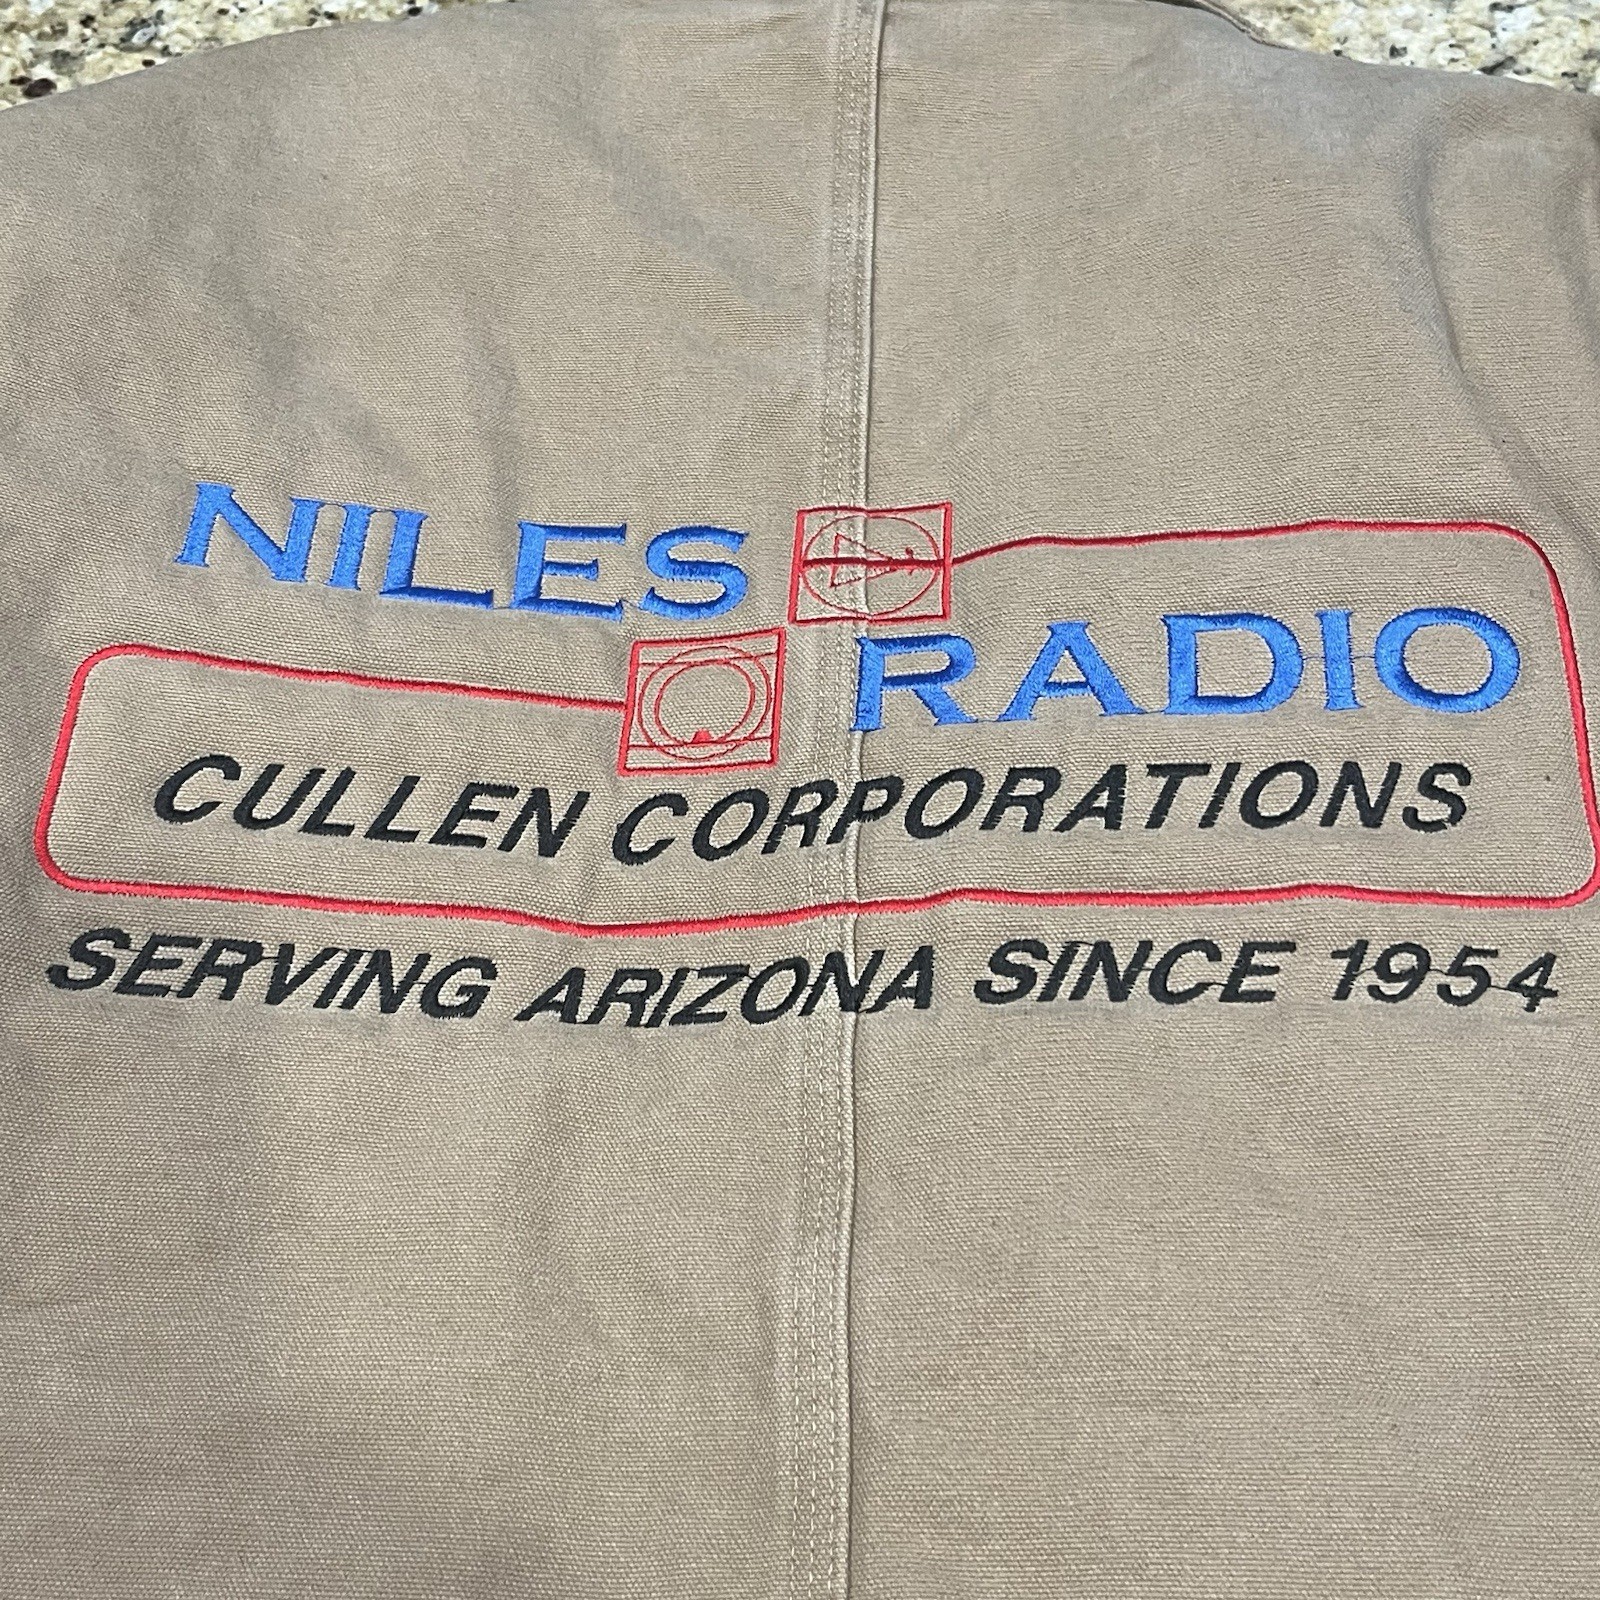 NILES
RADIO
CULLEN CORPORATIONS
SERVING ARIZONA SINCE 1954